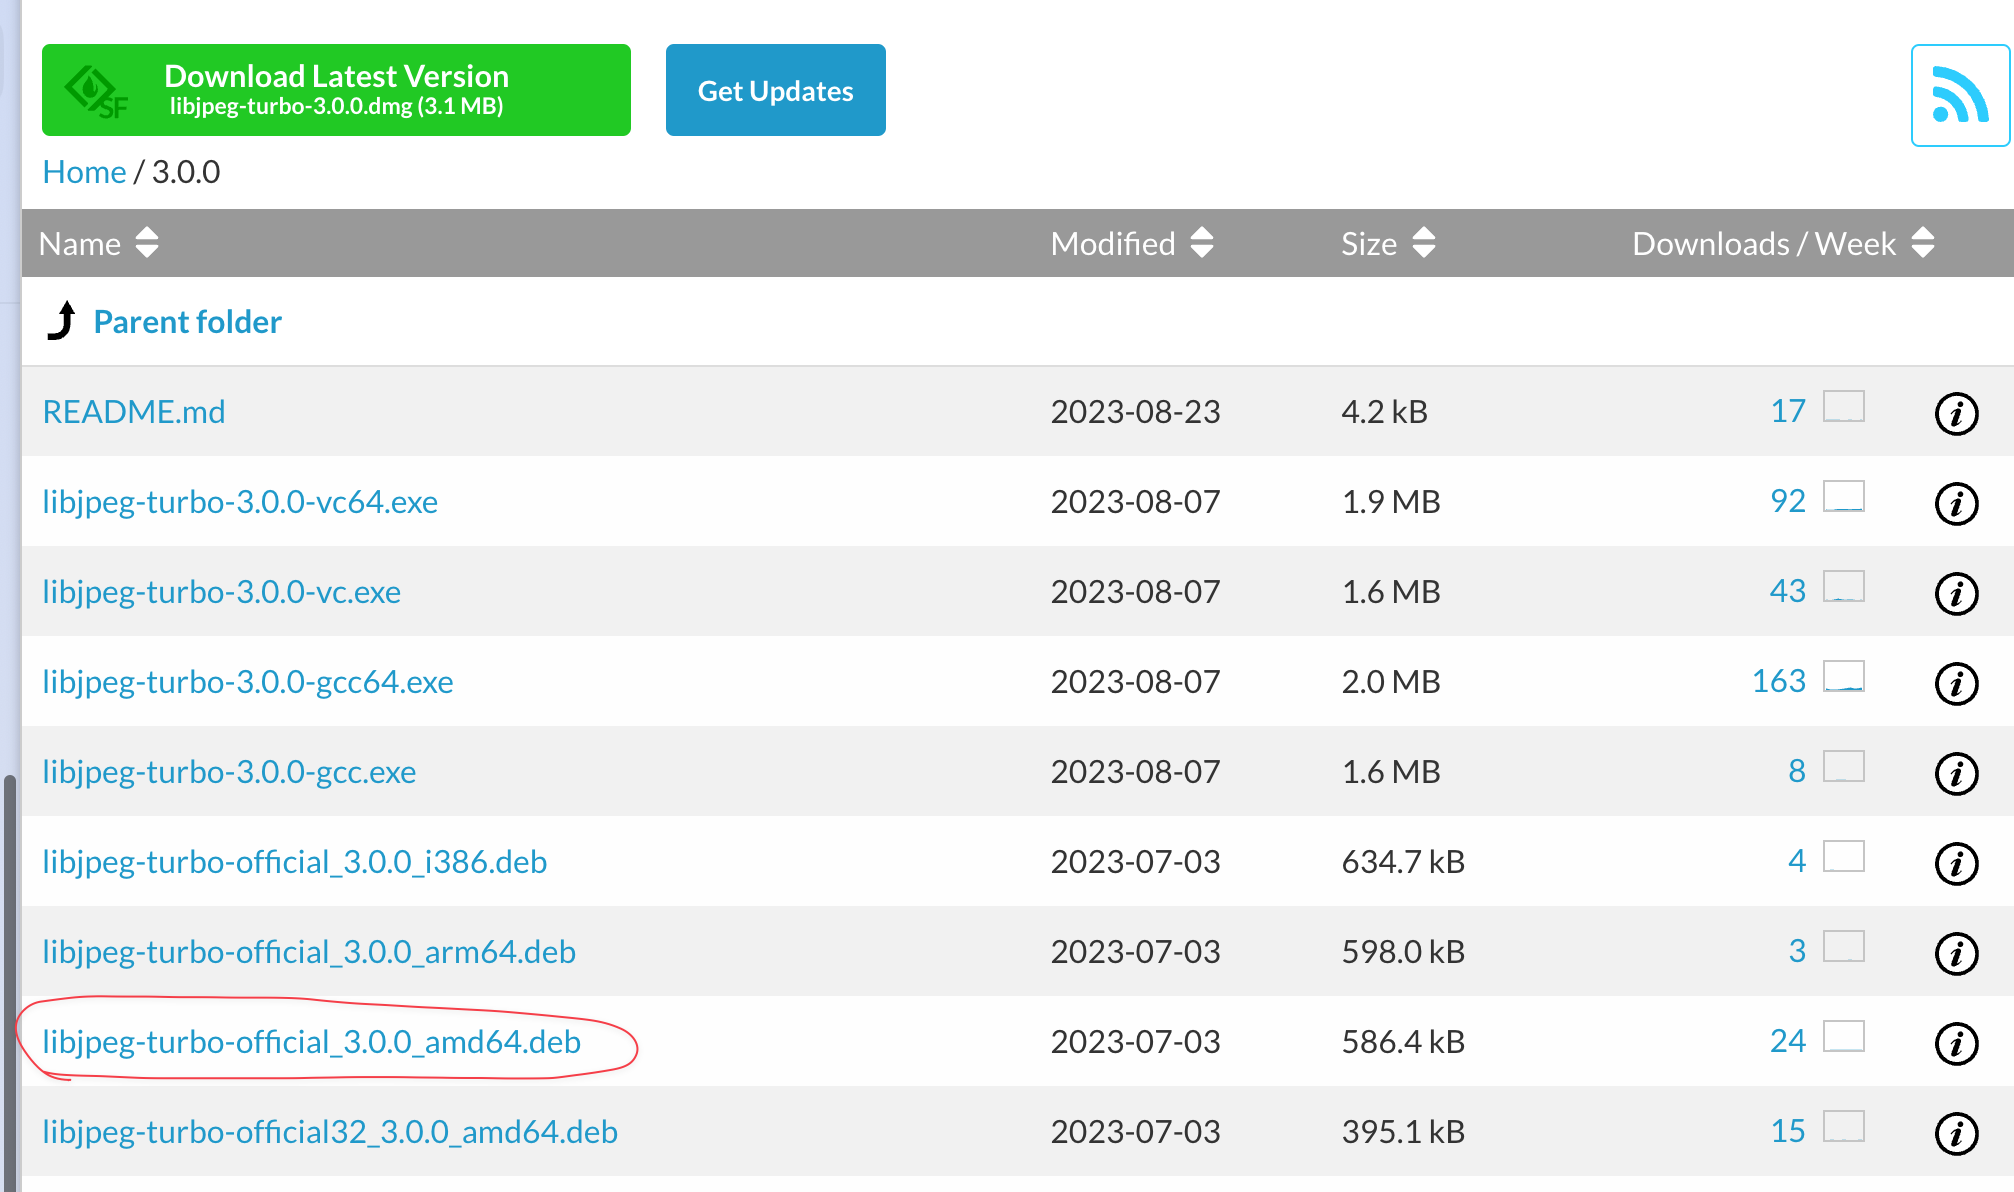 Download Latest Version
SF
libjpeg-turbo-3.0.0.dmg (3.1 MB)
Get Updates
Home / 3.0.0
Name Modified Size Downloads / Week
Parent folder
README.md 2023-08-23 4.2 kB 17
libjpeg-turbo-3.0.0-vc64.exe 2023-08-07 1.9 MB 92
libjpeg-turbo-3.0.0-vc.exe 2023-08-07 1.6 MB 43
libjpeg-turbo-3.0.0-gcc64.exe 2023-08-07 2.0 MB 163
libjpeg-turbo-3.0.0-gcc.exe 2023-08-07 1.6 MB 8
libjpeg-turbo-official_3.0.0_i386.deb 2023-07-03 634.7 kB 4
libjpeg-turbo-official_3.0.0_arm64.deb 2023-07-03 598.0 kB 3
libjpeg-turbo-official_3.0.0_amd64.deb 2023-07-03 586.4 kB 24
libjpeg-turbo-official32_3.0.0_amd64.deb 2023-07-03 395.1 kB 15